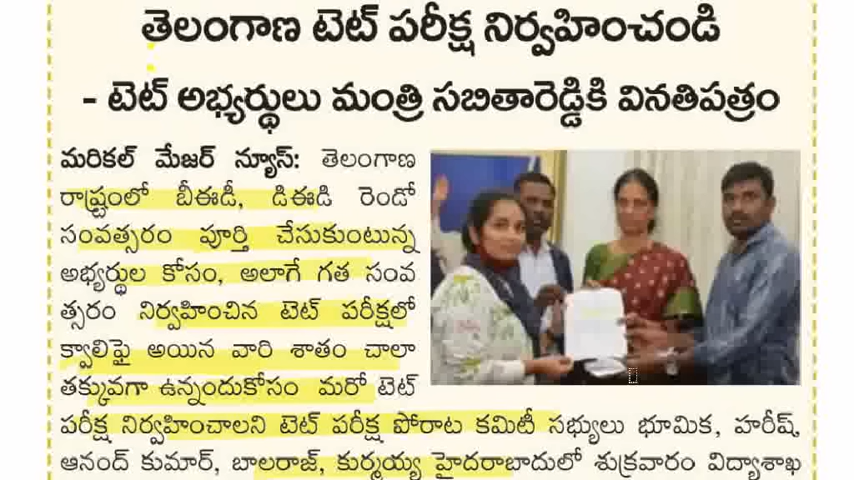 తెలంగాణ టెట్ పరీక్ష నిర్వహించండి
- టెట్ అభ్యర్థులు మంత్రి సబితారెడ్డికి వినతిపత్రం
మరికల్ మేజర్ న్యూస్: తెలంగాణ
రాష్ట్రంలో బీఈడీ, డిఈడి రెండో
సంవత్సరం పూర్తి చేసుకుంటున్న
అభ్యర్థుల కోసం, అలాగే గత సంవ
త్సరం నిర్వహించిన టెట్ పరీక్షలో
క్వాలిఫై అయిన వారి శాతం చాలా
తక్కువగా ఉన్నందుకోసం మరో టెట్
పరీక్ష నిర్వహించాలని టెట్ పరీక్ష పోరాట కమిటీ సభ్యులు భూమిక, హరీష్,
ఆనంద్ కుమార్, బాలరాజ్, కుర్మయ్య హైదరాబాదులో శుక్రవారం విద్యాశాఖ